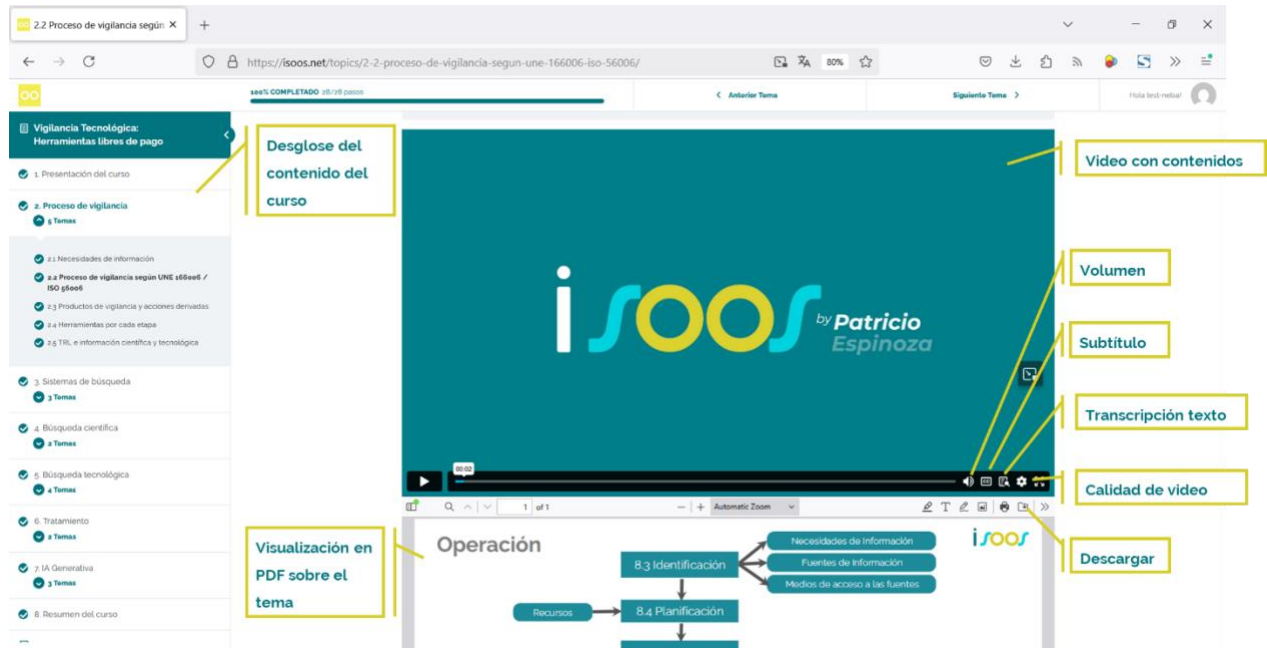 2.2 Proceso de vigilancia según
https://isoos.net/topics/2-2-proceso-de-vigilancia-segun-une-166006-iso-56006/
80%
100% COMPLETADO 28/28 pasos
Anterior Tema
Siguiente Tema
Hola test-neloa!
Vigilancia Tecnológica:
Herramientas libres de pago
1. Presentación del curso
2. Proceso de vigilancia
5 Temas
2.1 Necesidades de información
2.2 Proceso de vigilancia según UNE 166006 /
ISO 56006
2.3 Productos de vigilancia y acciones derivadas
2.4 Herramientas por cada etapa
2.5 TRL e información científica y tecnológica
3. Sistemas de búsqueda
3 Temas
4. Búsqueda científica
2 Temas
5. Búsqueda tecnológica
4 Temas
6. Tratamiento
2 Temas
7. IA Generativa
3 Temas
8. Resumen del curso
Desglose del
contenido del
curso
isoos
by Patricio
Espinoza
00:02
CC
Video con contenidos
Volumen
Subtítulo
Transcripción texto
Calidad de video
Descargar
1 of 1
Automatic Zoom
Visualización en
PDF sobre el
tema
Operación
isoos
8.3 Identificación
Necesidades de Información
Fuentes de Información
Medios de acceso a las fuentes
Recursos
8.4 Planificación